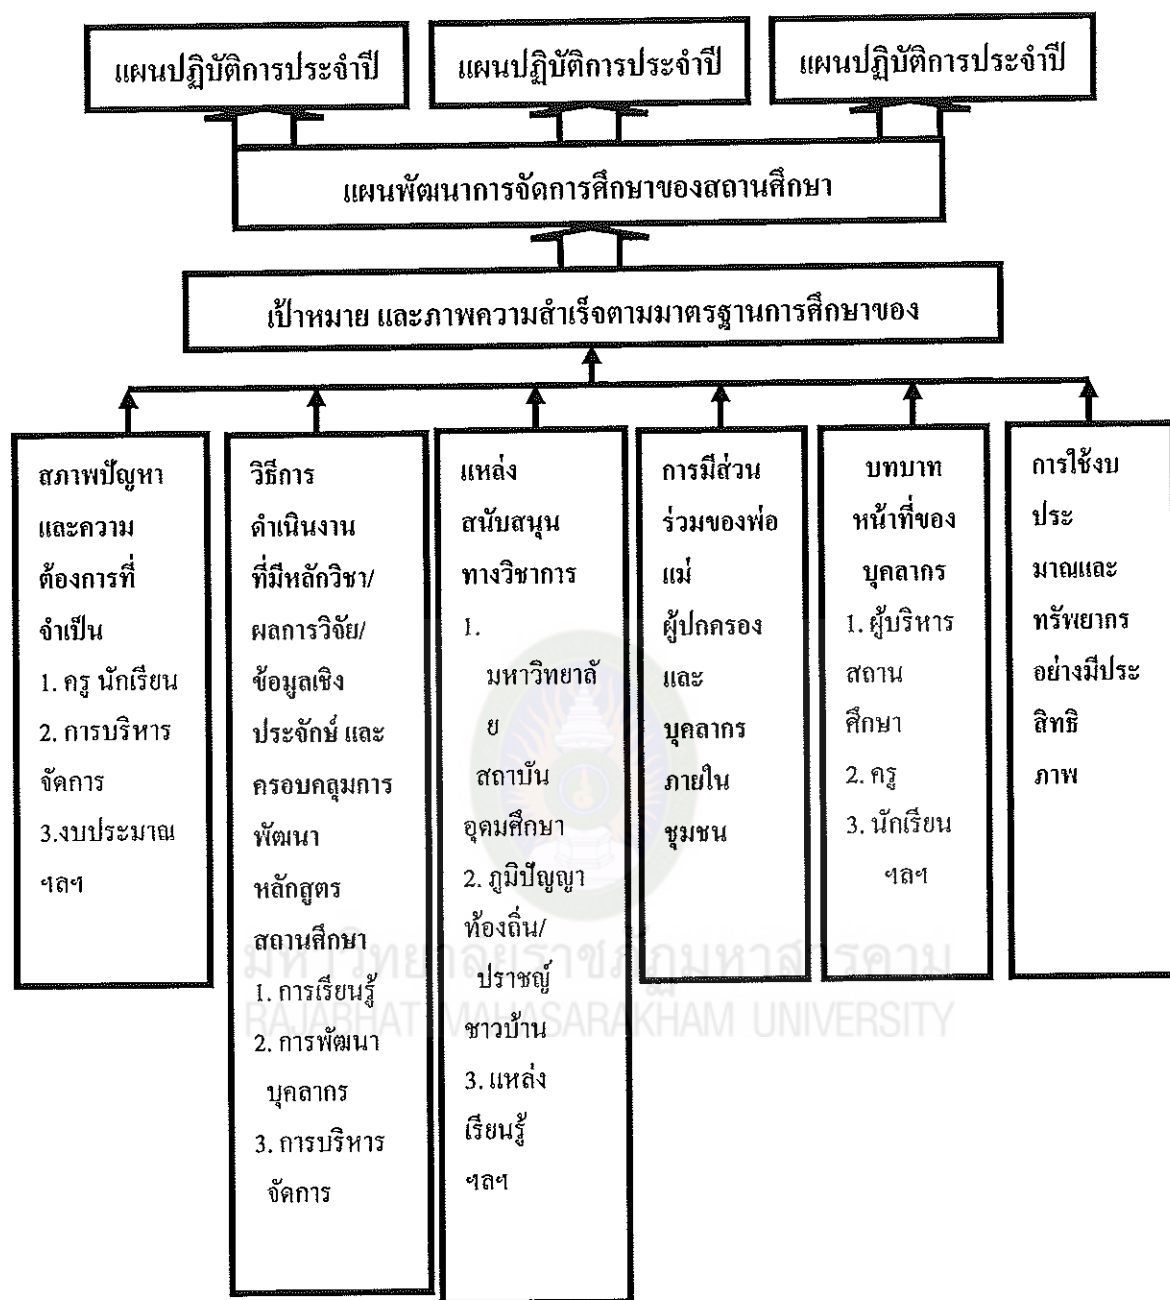 แผนปฏิบัติการประจำปี
แผนปฏิบัติการประจำปี
แผนปฏิบัติการประจำปี
แผนพัฒนาการจัดการศึกษาของสถานศึกษา
เป้าหมาย และภาพความสำเร็จตามมาตรฐานการศึกษาของ
สภาพปัญหา
และความ
ต้องการที่
จำเป็น
1. ครู นักเรียน
2. การบริหาร
จัดการ
3.งบประมาณ
ฯลฯ
วิธีการ
ดำเนินงาน
ที่มีหลักวิชา/
ผลการวิจัย/
ข้อมูลเชิง
ประจักษ์ และ
ครอบคลุมการ
พัฒนา
หลักสูตร
สถานศึกษา
1. การเรียนรู้
2. การพัฒนา
บุคลากร
3. การบริหาร
จัดการ
แหล่ง
สนับสนุน
ทางวิชาการ
1.
มหาวิทยาลั
ย
สถาบัน
อุดมศึกษา
2. ภูมิปัญญา
ท้องถิ่น/
ปราชญ์
ชาวบ้าน
3. แหล่ง
เรียนรู้
ฯลฯ
การมีส่วน
ร่วมของพ่อ
แม่
ผู้ปกครอง
และ
บุคลากร
ภายใน
ชุมชน
บทบาท
หน้าที่ของ
บุคลากร
1. ผู้บริหาร
สถาน
ศึกษา
2. ครู
3. นักเรียน
ฯลฯ
การใช้งบ
ประ
มาณและ
ทรัพยากร
อย่างมีประ
สิทธิ
ภาพ
มหาวิทยาลัยราชภัฏมหาสารคาม
RAJABHAT MAHASARAKHAM UNIVERSITY